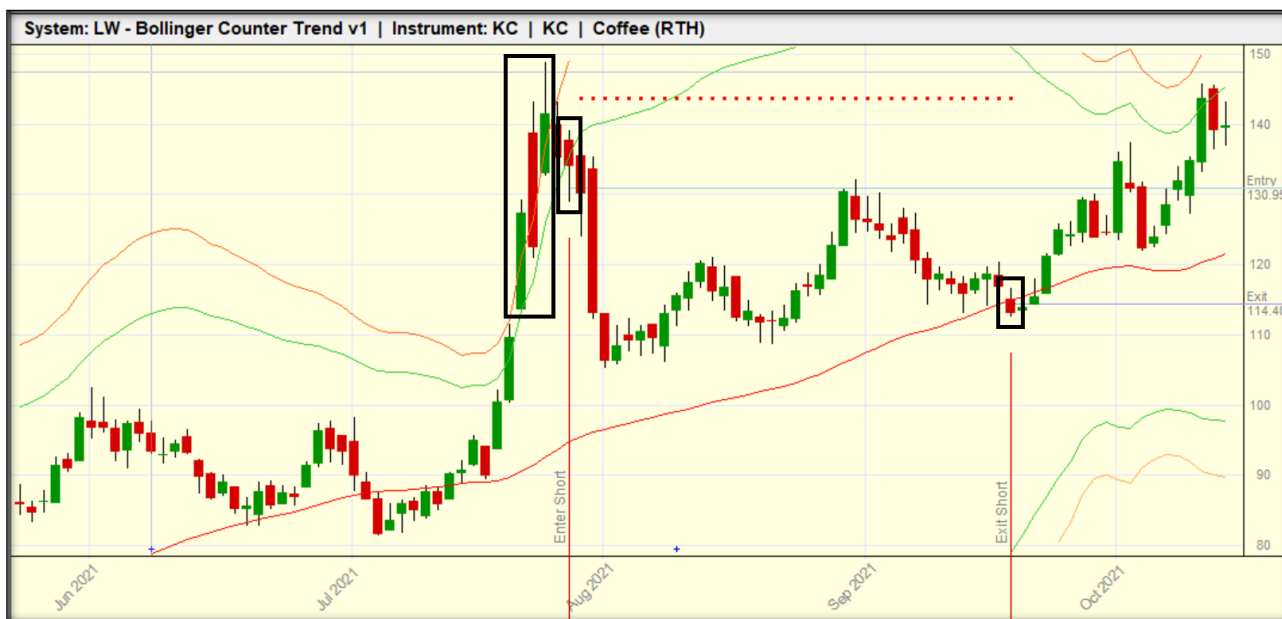 System: LW - Bollinger Counter Trend v1 | Instrument: KC | KC | Coffee (RTH)
150
140
Entry
130.95
120
Exit
114.40
110
100
90
80
Enter Short
Exit Short
Jun 2021
Jul 2021
Aug 2021
Sep 2021
Oct 2021